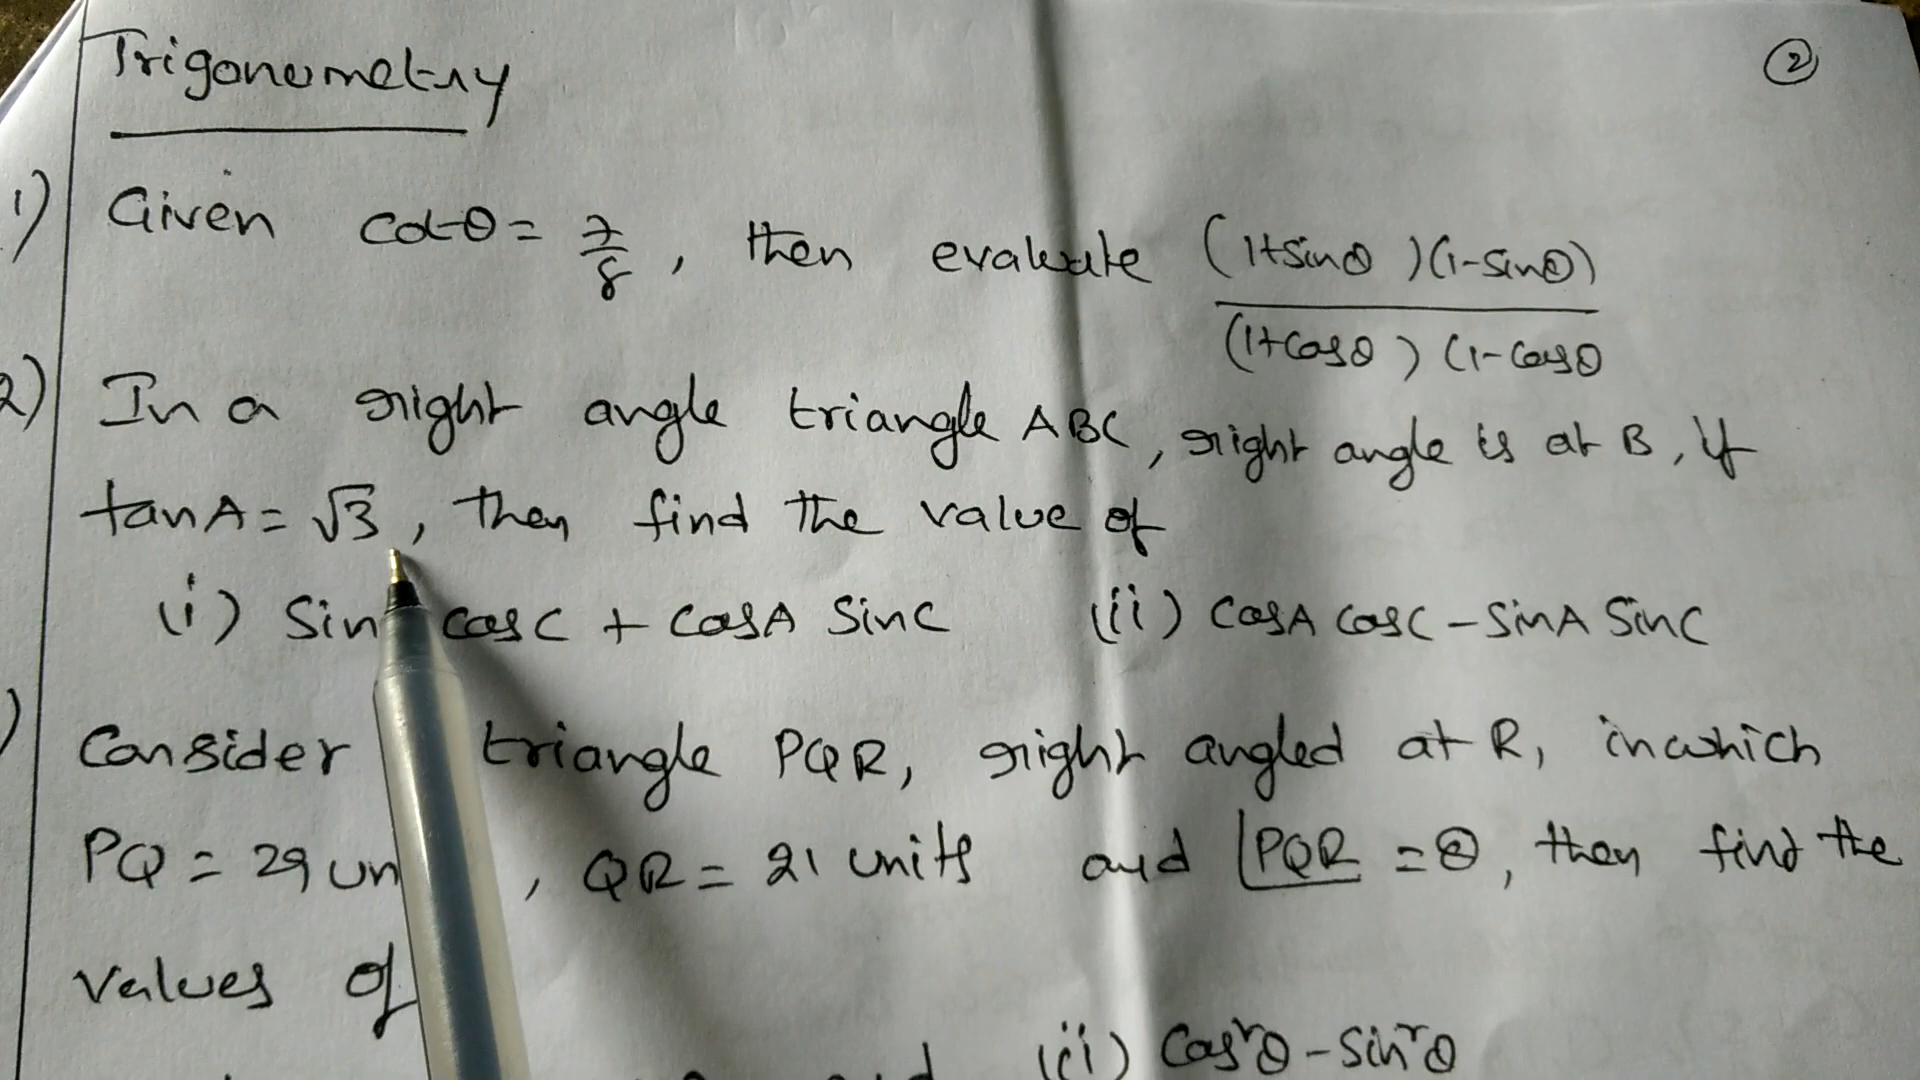 Trigonometry
2
1) Given cotθ = 7/8, then evaluate (1+sinθ)(1-sinθ) / (1+cosθ)(1-cosθ
2) In a right angle triangle ABC, right angle is at B, if
tanA = √3, then find the value of
(i) Sin cosC + cosA SinC (ii) cosA cosC - SinA SinC
) Consider triangle PQR, right angled at R, in which
PQ = 29 un , QR = 21 units and ∠PQR = θ, then find the
values of
(ii) Cos²θ - Sin²θ